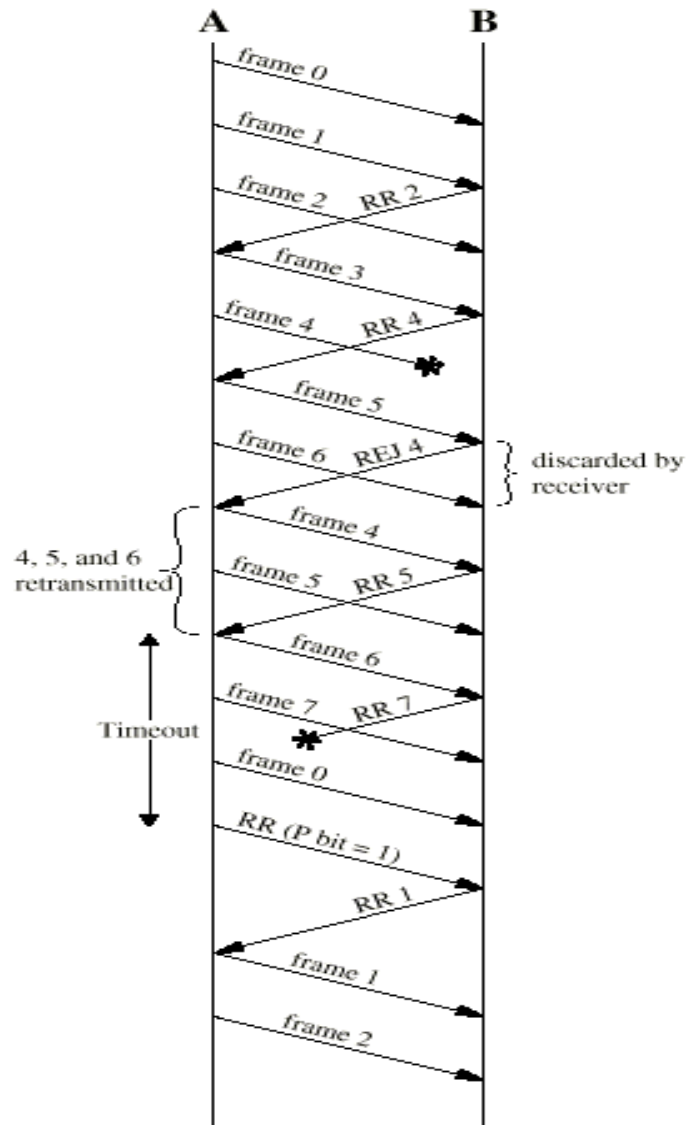 A
B
frame 0
frame 1
frame 2
RR 2
frame 3
frame 4
RR 4
frame 5
frame 6
REJ 4
discarded by
receiver
frame 4
4, 5, and 6
retransmitted
frame 5
RR 5
frame 6
frame 7
RR 7
Timeout
frame 0
RR (P bit = 1)
RR 1
frame 1
frame 2